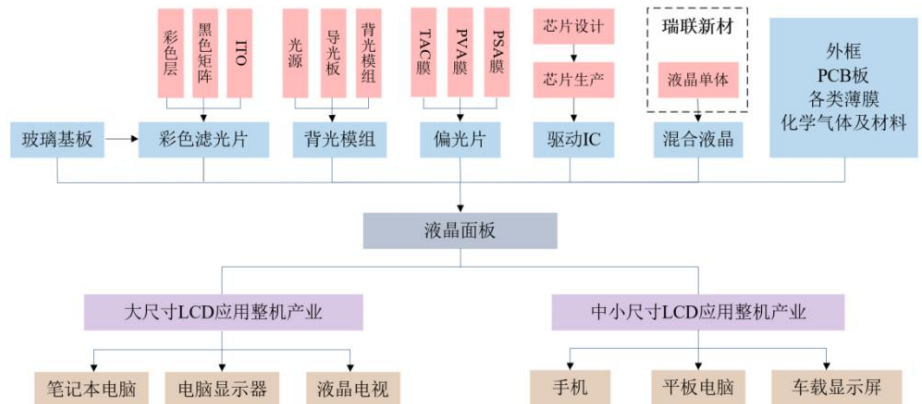 彩色层
黑色矩阵
ITO
光源
导光板
背光模组
TAC膜
PVA膜
PSA膜
芯片设计
芯片生产
瑞联新材
液晶单体
外框
PCB板
各类薄膜
化学气体及材料
玻璃基板
彩色滤光片
背光模组
偏光片
驱动IC
混合液晶
液晶面板
大尺寸LCD应用整机产业
中小尺寸LCD应用整机产业
笔记本电脑
电脑显示器
液晶电视
手机
平板电脑
车载显示屏